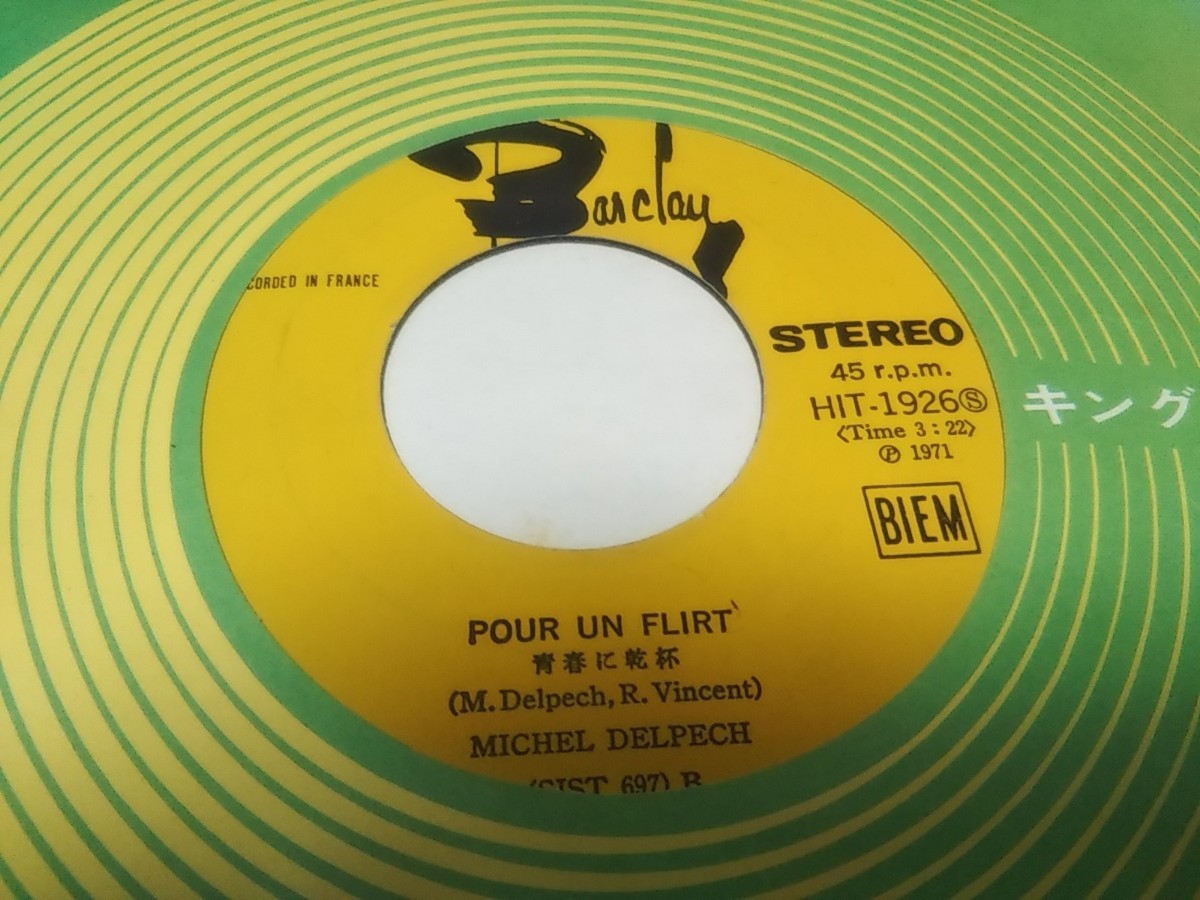 Barclay
CORDED IN FRANCE
STEREO
45 r.p.m.
HIT-1926Ⓢ
〈Time 3:22〉
Ⓟ 1971
キング
BIEM
POUR UN FLIRT
青春に乾杯
(M. Delpech, R. Vincent)
MICHEL DELPECH
697) B